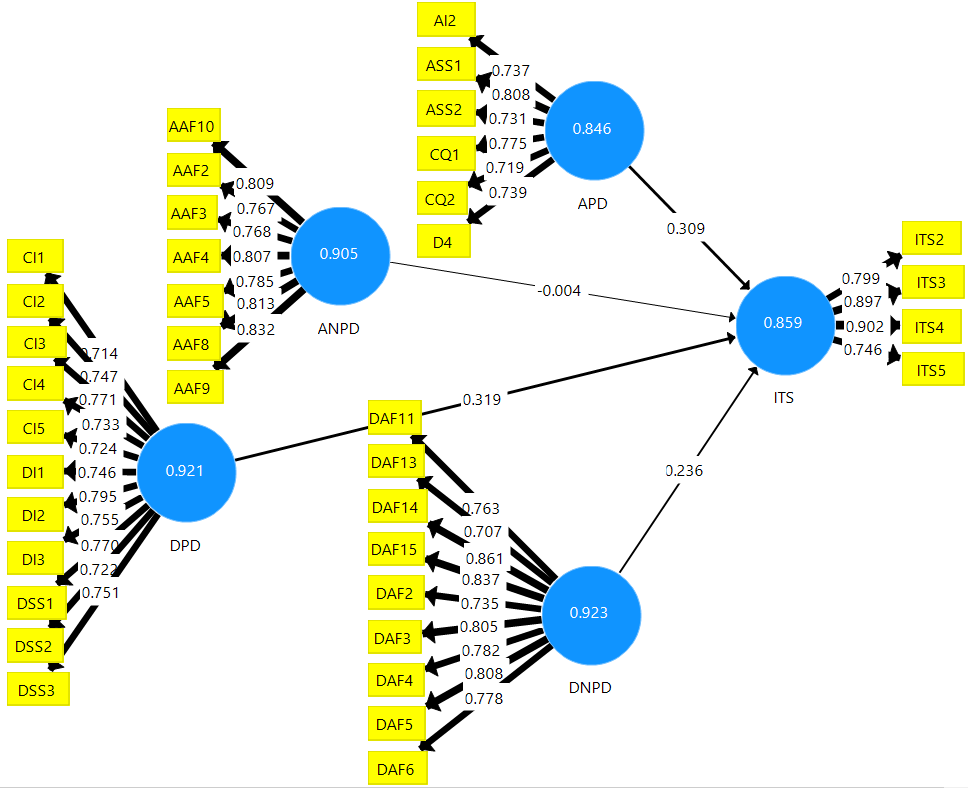 AI2
ASS1
ASS2
CQ1
CQ2
D4
0.737
0.808
0.731
0.775
0.719
0.739
0.846
APD
0.309
AAF10
AAF2
AAF3
AAF4
AAF5
AAF8
AAF9
0.809
0.767
0.768
0.807
0.785
0.813
0.832
0.905
ANPD
-0.004
CI1
CI2
CI3
CI4
CI5
DI1
DI2
DI3
DSS1
DSS2
DSS3
0.714
0.747
0.771
0.733
0.724
0.746
0.795
0.755
0.770
0.722
0.751
0.921
DPD
0.319
DAF11
DAF13
DAF14
DAF15
DAF2
DAF3
DAF4
DAF5
DAF6
0.763
0.707
0.861
0.837
0.735
0.805
0.782
0.808
0.778
0.923
DNPD
0.236
0.859
ITS
0.799
0.897
0.902
0.746
ITS2
ITS3
ITS4
ITS5